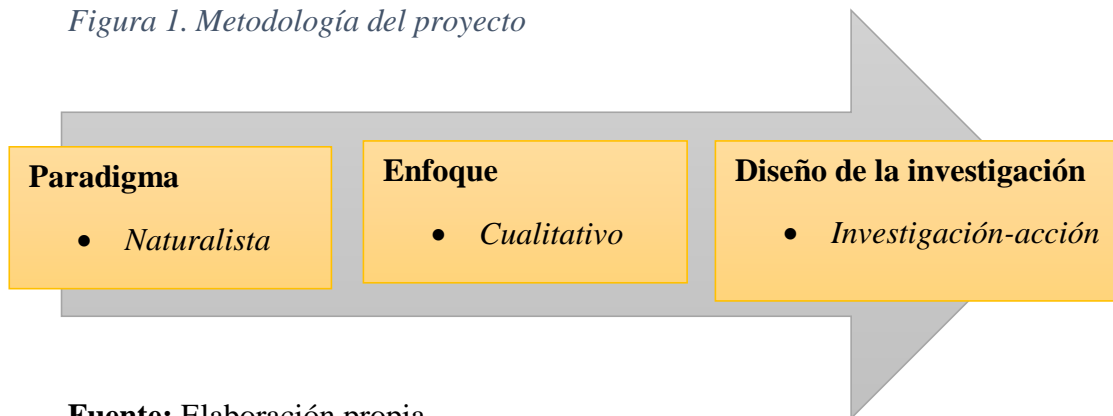 Figura 1. Metodología del proyecto
Paradigma
• Naturalista
Enfoque
• Cualitativo
Diseño de la investigación
• Investigación-acción
Fuente: Elaboración propia